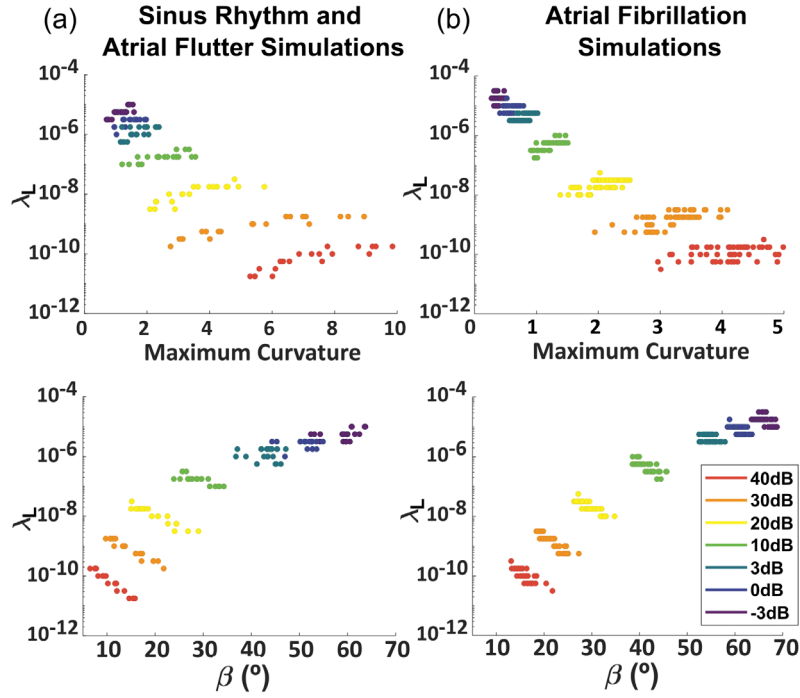 (a)
Sinus Rhythm and
Atrial Flutter Simulations
(b)
Atrial Fibrillation
Simulations
10-4
10-6
10-8
10-10
10-12
λL
0 2 4 6 8 10
Maximum Curvature
10-4
10-6
10-8
10-10
10-12
λL
0 1 2 3 4 5
Maximum Curvature
10-4
10-6
10-8
10-10
10-12
λL
10 20 30 40 50 60 70
β (º)
10-4
10-6
10-8
10-10
10-12
λL
10 20 30 40 50 60 70
β (º)
40dB
30dB
20dB
10dB
3dB
0dB
-3dB